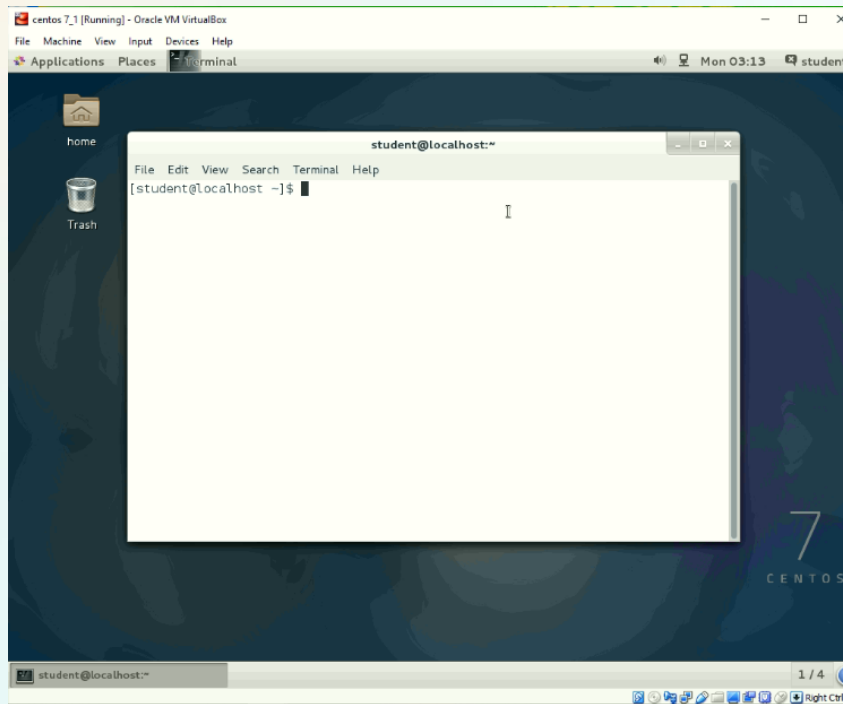 centos 7_1 [Running] - Oracle VM VirtualBox
File Machine View Input Devices Help
Applications Places Terminal Mon 03:13 student
home
student@localhost:~
File Edit View Search Terminal Help
[student@localhost ~]$
Trash
7
CENTOS
student@localhost:~
1 / 4
Right Ctrl